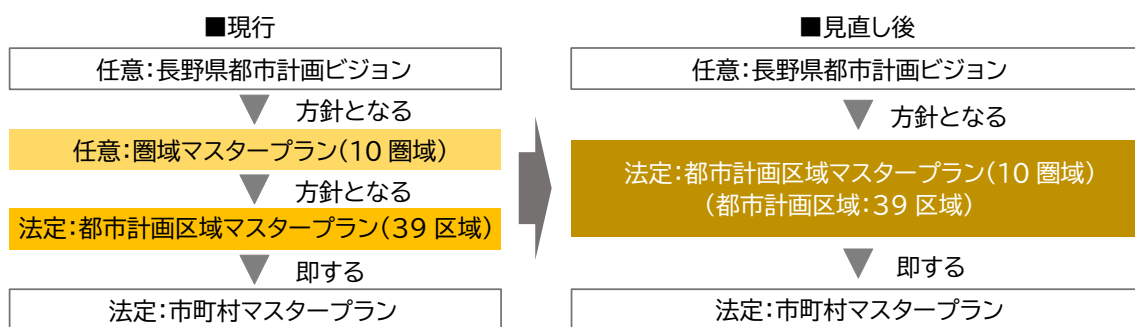 ■現行
任意:長野県都市計画ビジョン
方針となる
任意:圏域マスタープラン(10 圏域)
方針となる
法定:都市計画区域マスタープラン(39 区域)
即する
法定:市町村マスタープラン
■見直し後
任意:長野県都市計画ビジョン
方針となる
法定:都市計画区域マスタープラン(10 圏域)
(都市計画区域:39 区域)
即する
法定:市町村マスタープラン